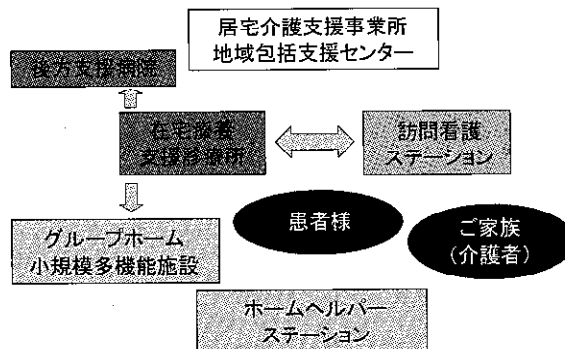 居宅介護支援事業所
地域包括支援センター
後方支援病院
在宅療養
支援診療所
訪問看護
ステーション
患者様
ご家族
(介護者)
グループホーム
小規模多機能施設
ホームヘルパー
ステーション